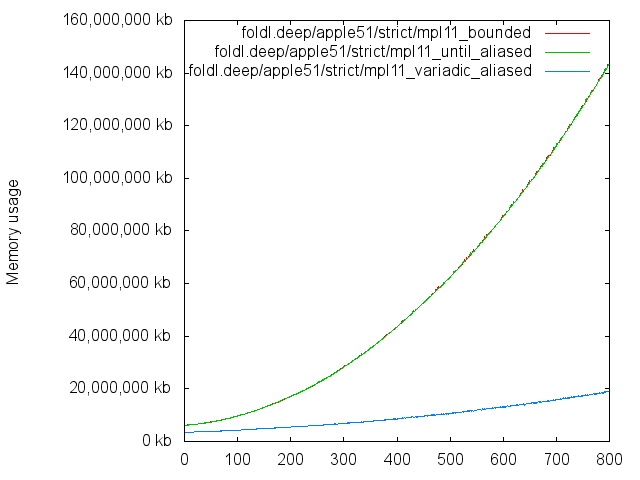 160,000,000 kb
foldl.deep/apple51/strict/mpl11_bounded
foldl.deep/apple51/strict/mpl11_until_aliased
140,000,000 kb
foldl.deep/apple51/strict/mpl11_variadic_aliased
120,000,000 kb
100,000,000 kb
80,000,000 kb
60,000,000 kb
40,000,000 kb
20,000,000 kb
0 kb
Memory usage
0 100 200 300 400 500 600 700 800